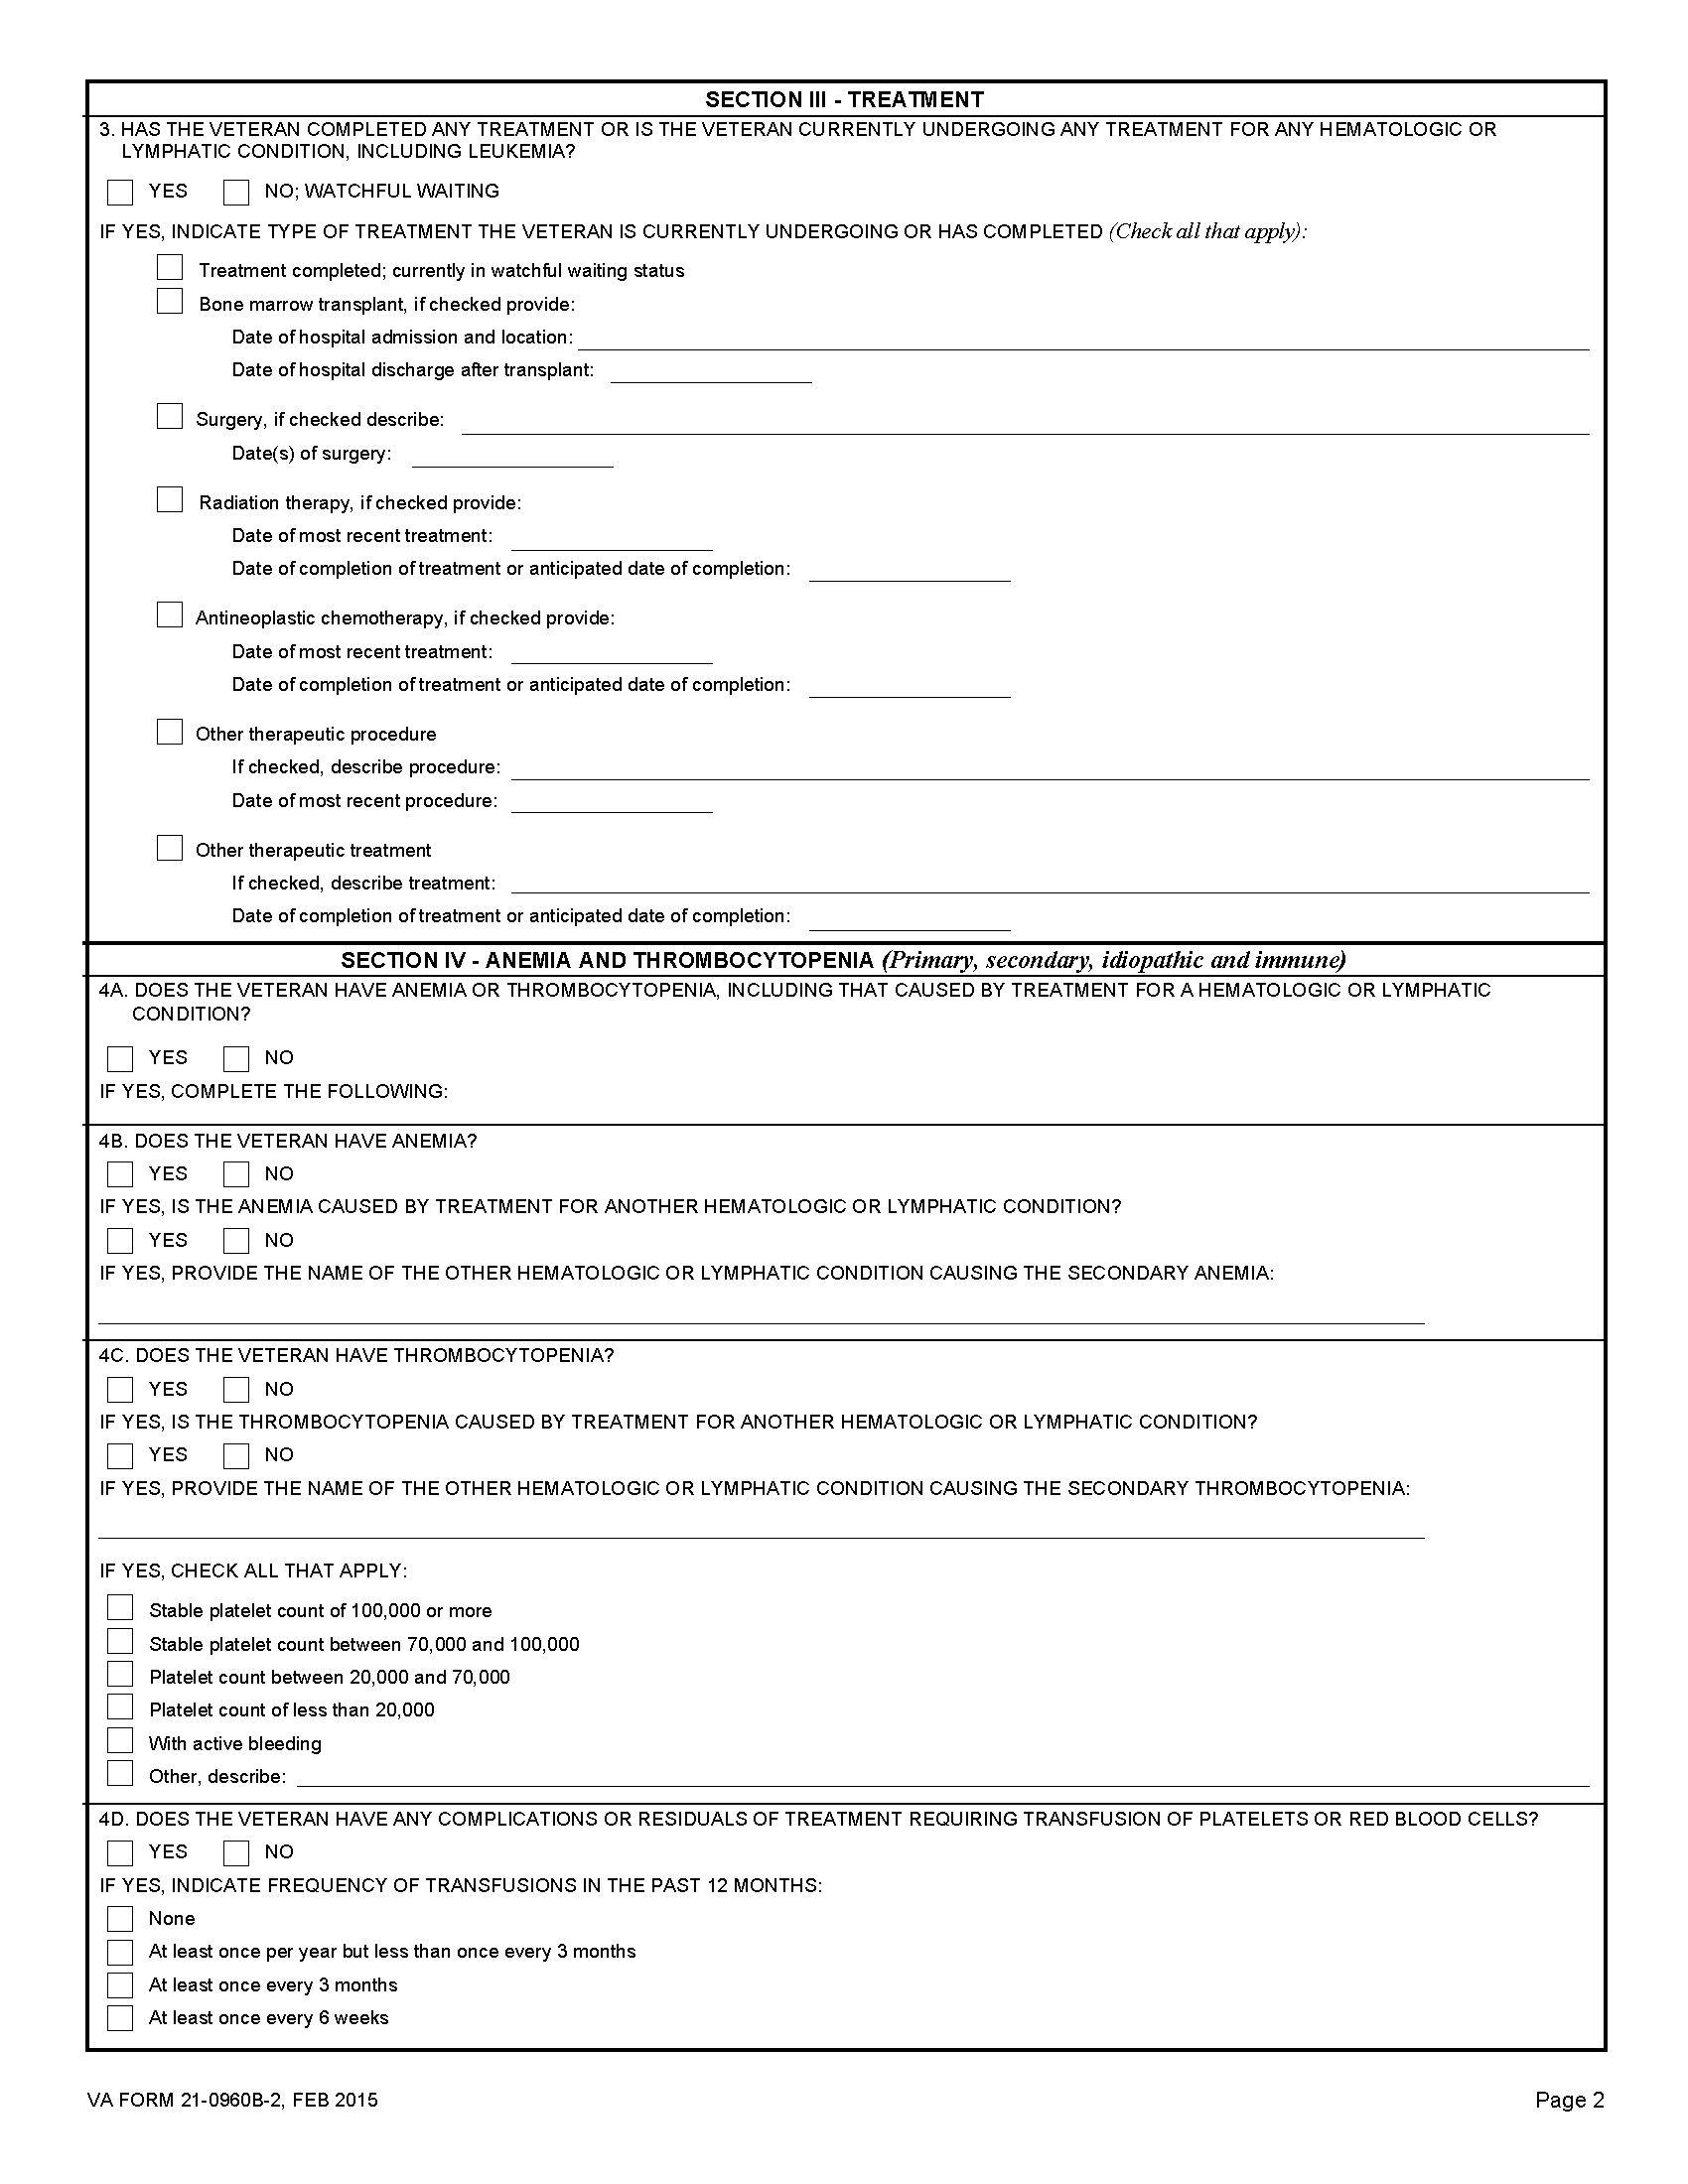 SECTION III - TREATMENT
3. HAS THE VETERAN COMPLETED ANY TREATMENT OR IS THE VETERAN CURRENTLY UNDERGOING ANY TREATMENT FOR ANY HEMATOLOGIC OR
LYMPHATIC CONDITION, INCLUDING LEUKEMIA?
YES NO; WATCHFUL WAITING
IF YES, INDICATE TYPE OF TREATMENT THE VETERAN IS CURRENTLY UNDERGOING OR HAS COMPLETED (Check all that apply):
Treatment completed; currently in watchful waiting status
Bone marrow transplant, if checked provide:
Date of hospital admission and location:
Date of hospital discharge after transplant:
Surgery, if checked describe:
Date(s) of surgery:
Radiation therapy, if checked provide:
Date of most recent treatment:
Date of completion of treatment or anticipated date of completion:
Antineoplastic chemotherapy, if checked provide:
Date of most recent treatment:
Date of completion of treatment or anticipated date of completion:
Other therapeutic procedure
If checked, describe procedure:
Date of most recent procedure:
Other therapeutic treatment
If checked, describe treatment:
Date of completion of treatment or anticipated date of completion:
SECTION IV - ANEMIA AND THROMBOCYTOPENIA (Primary, secondary, idiopathic and immune)
4A. DOES THE VETERAN HAVE ANEMIA OR THROMBOCYTOPENIA, INCLUDING THAT CAUSED BY TREATMENT FOR A HEMATOLOGIC OR LYMPHATIC
CONDITION?
YES NO
IF YES, COMPLETE THE FOLLOWING:
4B. DOES THE VETERAN HAVE ANEMIA?
YES NO
IF YES, IS THE ANEMIA CAUSED BY TREATMENT FOR ANOTHER HEMATOLOGIC OR LYMPHATIC CONDITION?
YES NO
IF YES, PROVIDE THE NAME OF THE OTHER HEMATOLOGIC OR LYMPHATIC CONDITION CAUSING THE SECONDARY ANEMIA:
4C. DOES THE VETERAN HAVE THROMBOCYTOPENIA?
YES NO
IF YES, IS THE THROMBOCYTOPENIA CAUSED BY TREATMENT FOR ANOTHER HEMATOLOGIC OR LYMPHATIC CONDITION?
YES NO
IF YES, PROVIDE THE NAME OF THE OTHER HEMATOLOGIC OR LYMPHATIC CONDITION CAUSING THE SECONDARY THROMBOCYTOPENIA:
IF YES, CHECK ALL THAT APPLY:
Stable platelet count of 100,000 or more
Stable platelet count between 70,000 and 100,000
Platelet count between 20,000 and 70,000
Platelet count of less than 20,000
With active bleeding
Other, describe:
4D. DOES THE VETERAN HAVE ANY COMPLICATIONS OR RESIDUALS OF TREATMENT REQUIRING TRANSFUSION OF PLATELETS OR RED BLOOD CELLS?
YES NO
IF YES, INDICATE FREQUENCY OF TRANSFUSIONS IN THE PAST 12 MONTHS:
None
At least once per year but less than once every 3 months
At least once every 3 months
At least once every 6 weeks
VA FORM 21-0960B-2, FEB 2015 Page 2